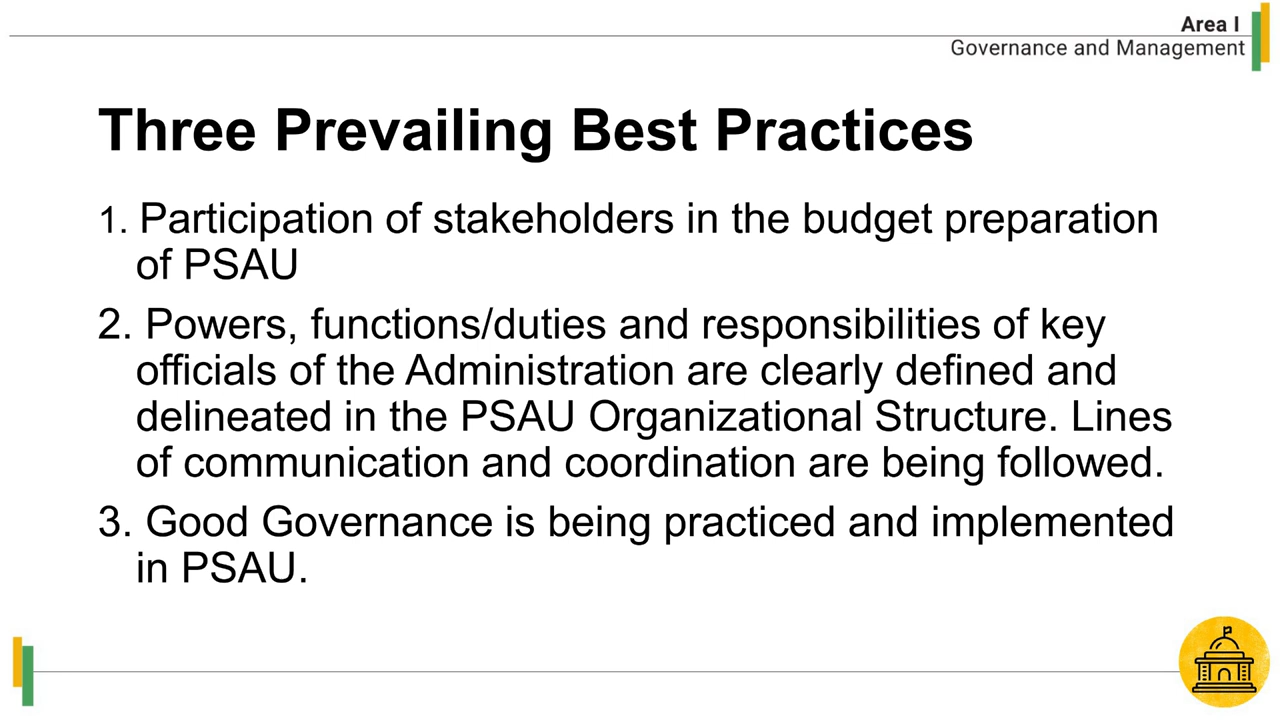 Area I
Governance and Management
Three Prevailing Best Practices
1. Participation of stakeholders in the budget preparation
of PSAU
2. Powers, functions/duties and responsibilities of key
officials of the Administration are clearly defined and
delineated in the PSAU Organizational Structure. Lines
of communication and coordination are being followed.
3. Good Governance is being practiced and implemented
in PSAU.